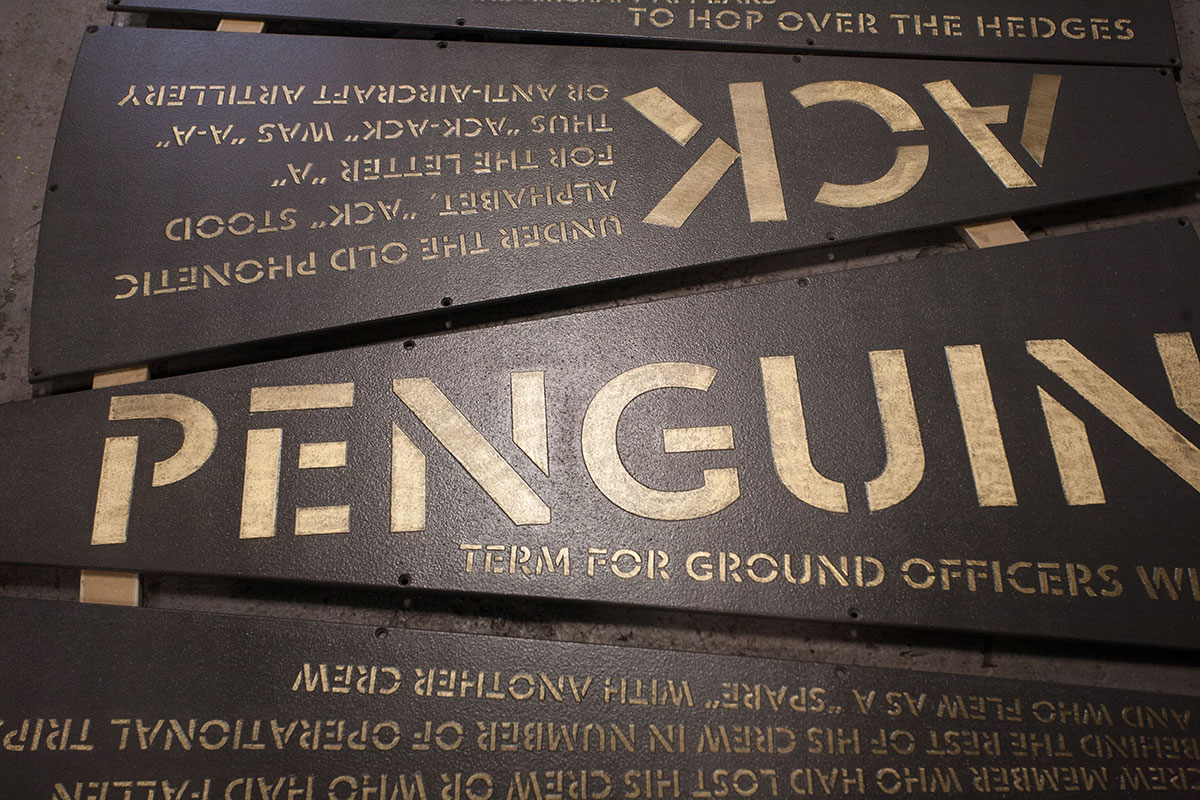 TO HOP OVER THE HEDGES
ACK
UNDER THE OLD PHONETIC
ALPHABET, "ACK" STOOD
FOR THE LETTER "A"
THUS "ACK-ACK" WAS "A-A"
OR ANTI-AIRCRAFT ARTILLERY
PENGUIN
TERM FOR GROUND OFFICERS
CREW MEMBER WHO HAD LOST HIS CREW OR WHO HAD FALLEN
BEHIND THE REST OF HIS CREW IN NUMBER OF OPERATIONAL TRIP
AND WHO FLEW AS A "SPARE" WITH ANOTHER CREW